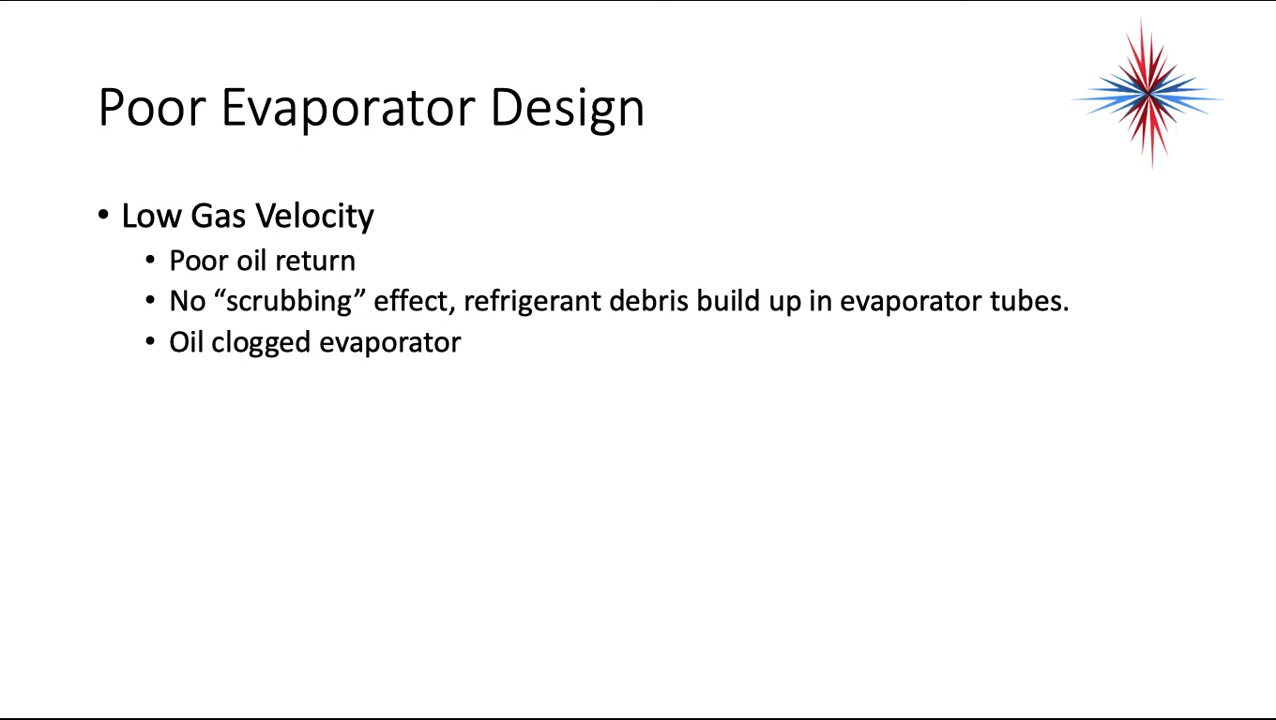 Poor Evaporator Design
• Low Gas Velocity
• Poor oil return
• No “scrubbing” effect, refrigerant debris build up in evaporator tubes.
• Oil clogged evaporator